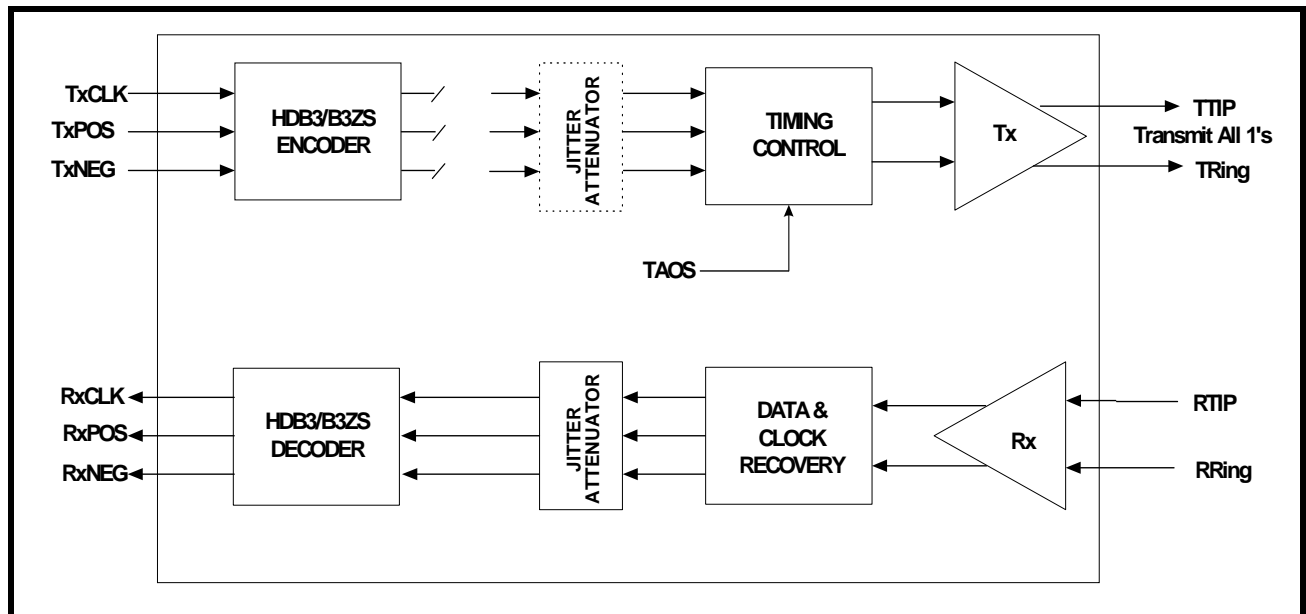 TxCLK
TxPOS
TxNEG
HDB3/B3ZS
ENCODER
JITTER
ATTENUATOR
TIMING
CONTROL
Tx
TTIP
Transmit All 1's
TRing
TAOS
RxCLK
RxPOS
RxNEG
HDB3/B3ZS
DECODER
JITTER
ATTENUATOR
DATA &
CLOCK
RECOVERY
Rx
RTIP
RRing